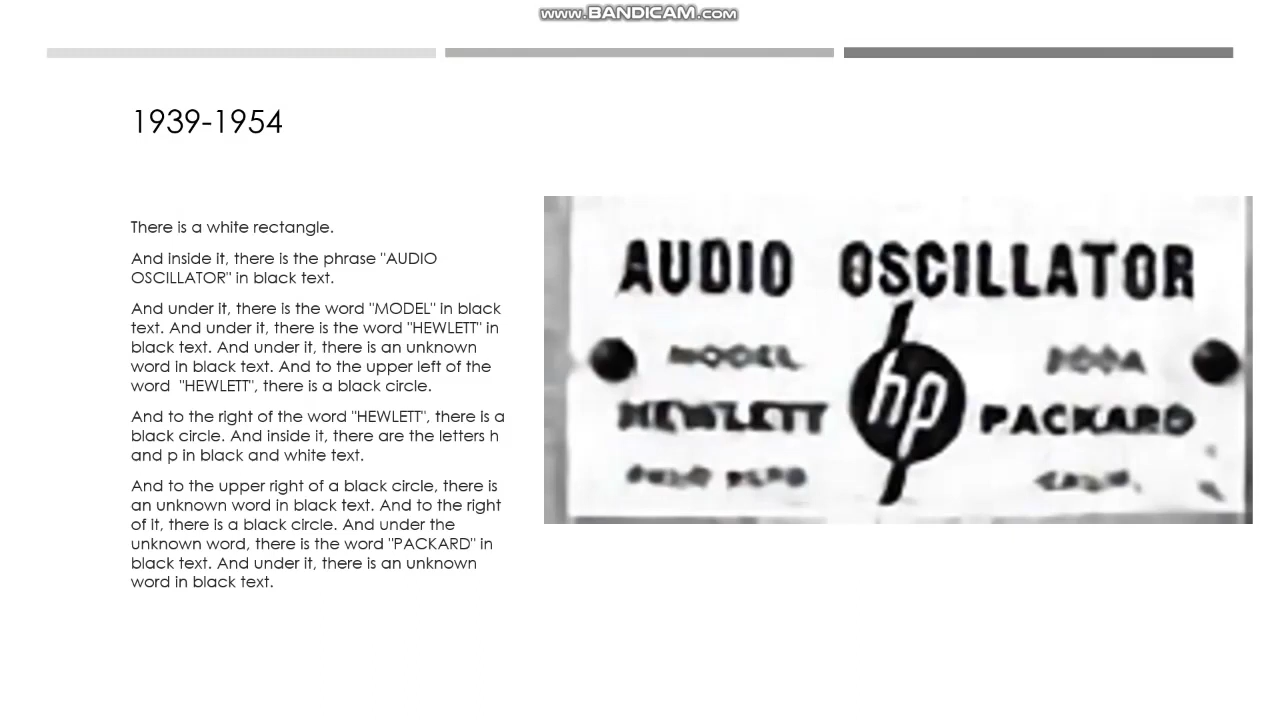 www.BANDICAM.com
1939-1954
There is a white rectangle.
And inside it, there is the phrase "AUDIO
OSCILLATOR" in black text.
And under it, there is the word "MODEL" in black
text. And under it, there is the word "HEWLETT" in
black text. And under it, there is an unknown
word in black text. And to the upper left of the
word "HEWLETT", there is a black circle.
And to the right of the word "HEWLETT", there is a
black circle. And inside it, there are the letters h
and p in black and white text.
And to the upper right of a black circle, there is
an unknown word in black text. And to the right
of it, there is a black circle. And under the
unknown word, there is the word "PACKARD" in
black text. And under it, there is an unknown
word in black text.
AUDIO OSCILLATOR
MODEL
HEWLETT hp PACKARD